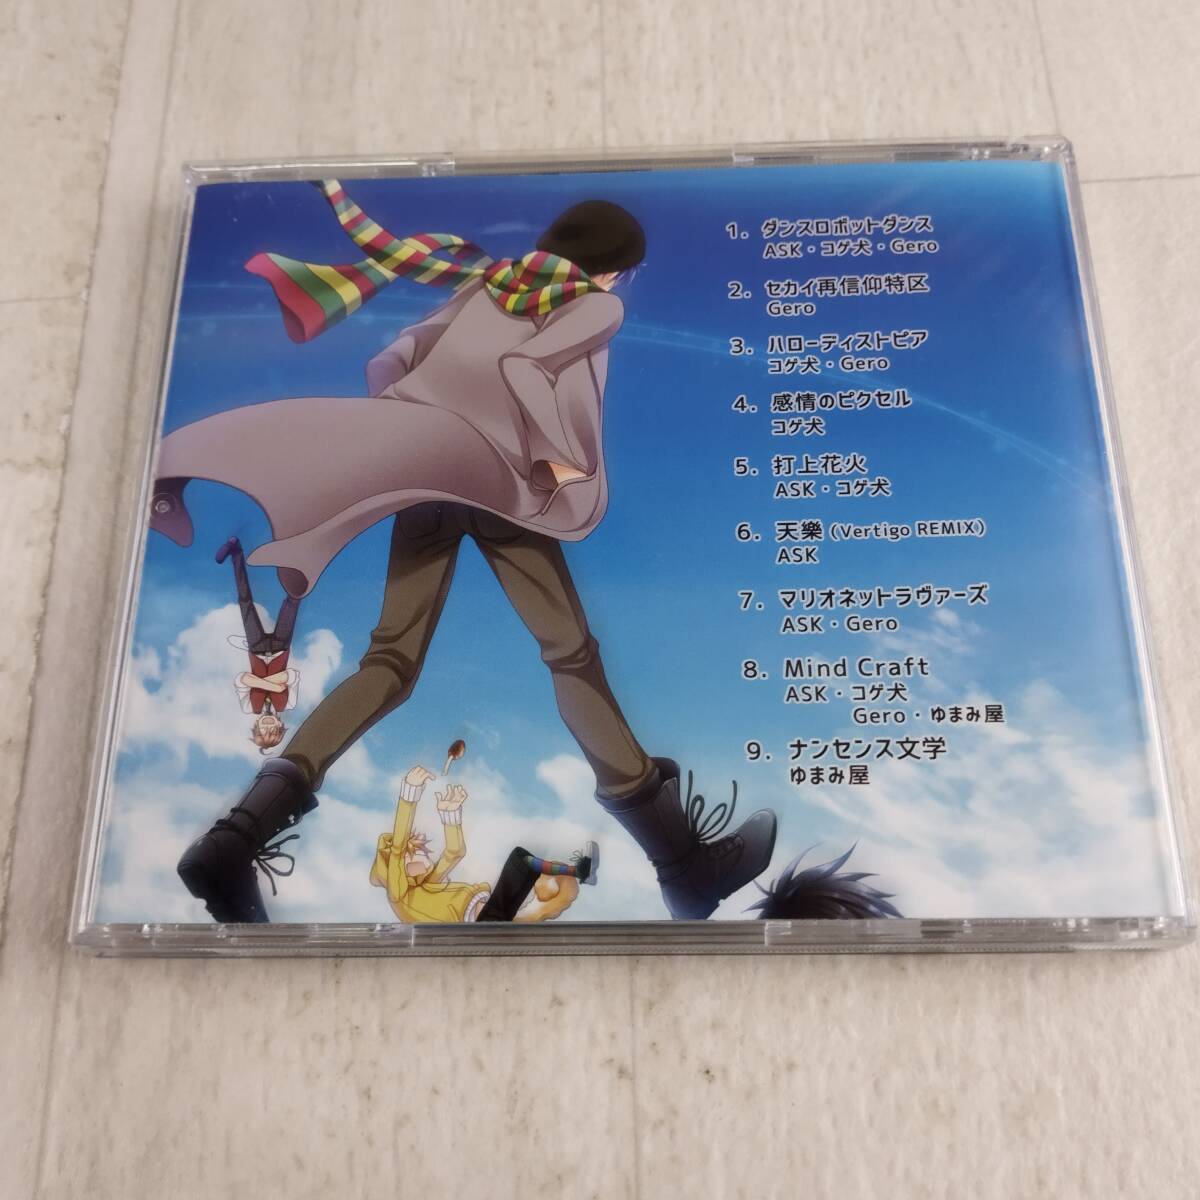 1. ダンスロボットダンス
ASK・コゲ犬・Gero
2. セカイ再信仰特区
Gero
3. ハローディストピア
コゲ犬・Gero
4. 感情のピクセル
コゲ犬
5. 打上花火
ASK・コゲ犬
6. 天樂(Vertigo REMIX)
ASK
7. マリオネットラヴァーズ
ASK・Gero
8. Mind Craft
ASK・コゲ犬
Gero・ゆまみ屋
9. ナンセンス文学
ゆまみ屋